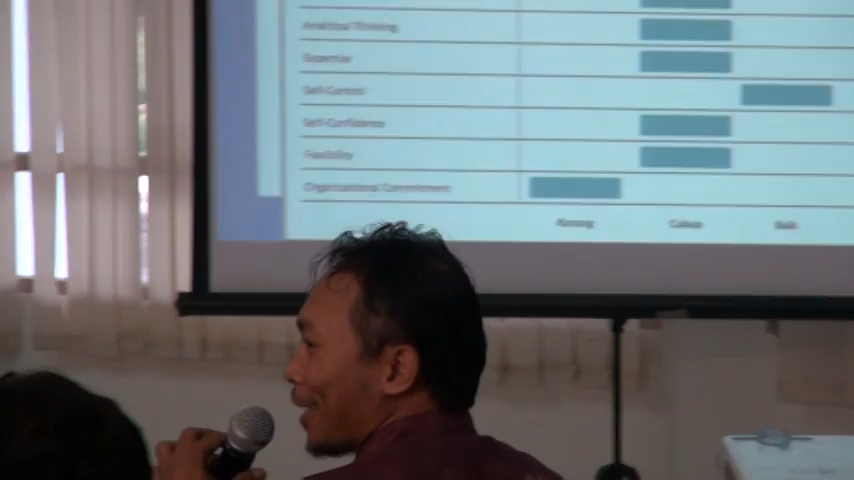 Analytical Thinking
Expertise
Self-Control
Self-Confidence
Flexibility
Organizational Commitment
Kurang Cukup Baik